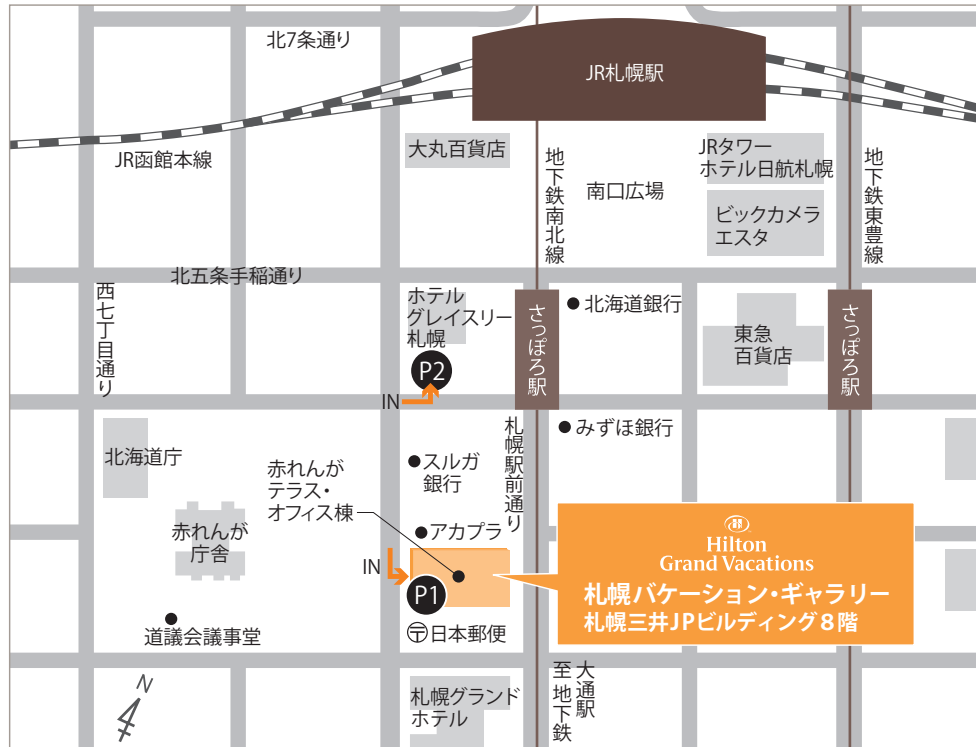 北7条通り
JR札幌駅
JR函館本線
大丸百貨店
地下鉄南北線
南口広場
JRタワー
ホテル日航札幌
ビックカメラ
エスタ
地下鉄東豊線
北五条手稲通り
西七丁目通り
ホテル
グレイスリー
札幌
P2
IN
さっぽろ駅
北海道銀行
東急
百貨店
さっぽろ駅
みずほ銀行
札幌駅前通り
北海道庁
赤れんが
テラス・
オフィス棟
スルガ
銀行
アカプラ
赤れんが
庁舎
IN
P1
〒日本郵便
道議会議事堂
Hilton
Grand Vacations
札幌バケーション・ギャラリー
札幌三井JPビルディング8階
N
札幌グランド
ホテル
至 地下鉄
大通駅